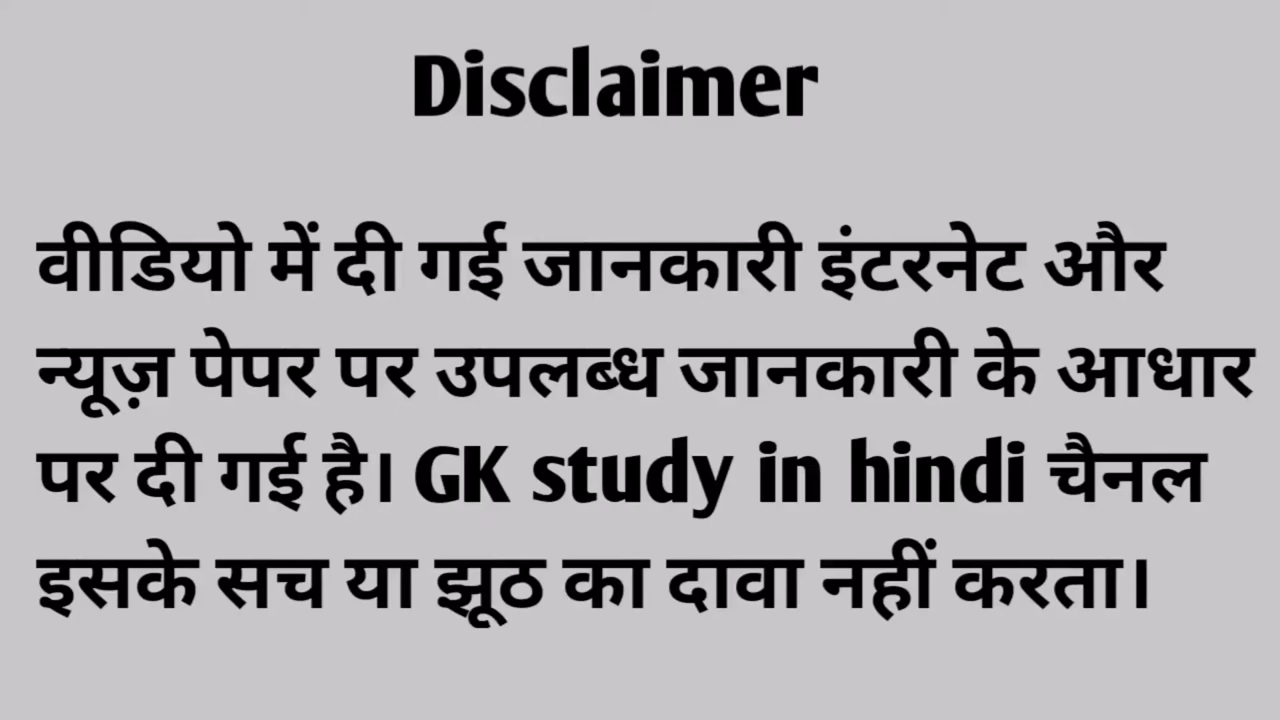 Disclaimer
वीडियो में दी गई जानकारी इंटरनेट और
न्यूज़ पेपर पर उपलब्ध जानकारी के आधार
पर दी गई है। GK study in hindi चैनल
इसके सच या झूठ का दावा नहीं करता।